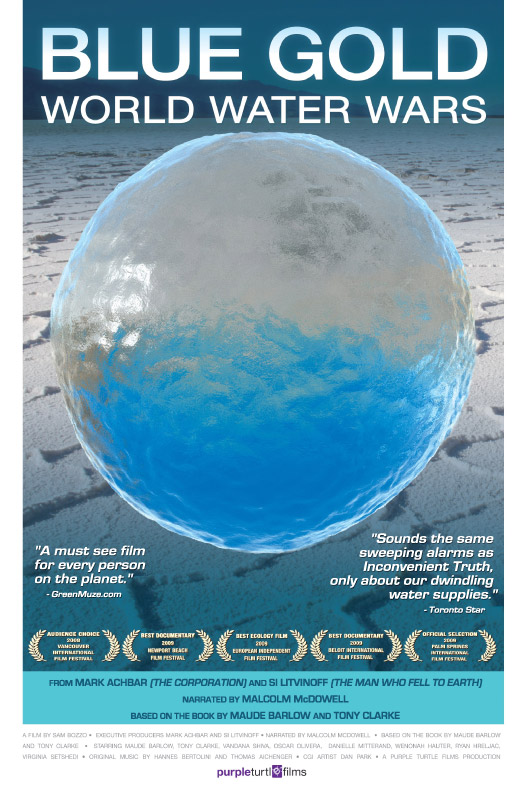 BLUE GOLD
WORLD WATER WARS
"A must see film
for every person
on the planet."
- GreenMuze.com
"Sounds the same
sweeping alarms as
Inconvenient Truth,
only about our dwindling
water supplies."
- Toronto Star
AUDIENCE CHOICE
2008
VANCOUVER
INTERNATIONAL
FILM FESTIVAL
BEST DOCUMENTARY
2009
NEWPORT BEACH
FILM FESTIVAL
BEST ECOLOGY FILM
2009
EUROPEAN INDEPENDENT
FILM FESTIVAL
BEST DOCUMENTARY
2009
BELOIT INTERNATIONAL
FILM FESTIVAL
OFFICIAL SELECTION
2009
PALM SPRINGS
INTERNATIONAL
FILM FESTIVAL
FROM MARK ACHBAR (THE CORPORATION) AND SI LITVINOFF (THE MAN WHO FELL TO EARTH)
NARRATED BY MALCOLM McDOWELL
BASED ON THE BOOK BY MAUDE BARLOW AND TONY CLARKE
A FILM BY SAM BOZZO • EXECUTIVE PRODUCERS MARK ACHBAR AND SI LITVINOFF • NARRATED BY MALCOLM McDOWELL • BASED ON THE BOOK BY MAUDE BARLOW
AND TONY CLARKE • STARRING MAUDE BARLOW, TONY CLARKE, VANDANA SHIVA, OSCAR OLIVERA, DANIELLE MITTERAND, WENONAH HAUTER, RYAN HRELJAC,
VIRGINIA SETSHEDI • ORIGINAL MUSIC BY HANNES BERTOLINI AND THOMAS AICHINGER • CGI ARTIST DAN PARK • A PURPLE TURTLE FILMS PRODUCTION
purpleturtlefilms